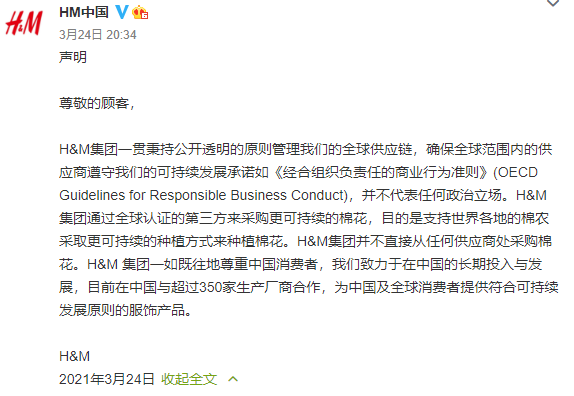 H&M
HM中国
3月24日 20:34
声明
尊敬的顾客，
H&M集团一贯秉持公开透明的原则管理我们的全球供应链，确保全球范围内的供
应商遵守我们的可持续发展承诺如《经合组织负责任的商业行为准则》(OECD
Guidelines for Responsible Business Conduct)，并不代表任何政治立场。H&M
集团通过全球认证的第三方来采购更可持续的棉花，目的是支持世界各地的棉农
采取更可持续的种植方式来种植棉花。H&M集团并不直接从任何供应商处采购棉
花。H&M 集团一如既往地尊重中国消费者，我们致力于在中国的长期投入与发
展，目前在中国与超过350家生产厂商合作，为中国及全球消费者提供符合可持续
发展原则的服饰产品。
H&M
2021年3月24日 收起全文